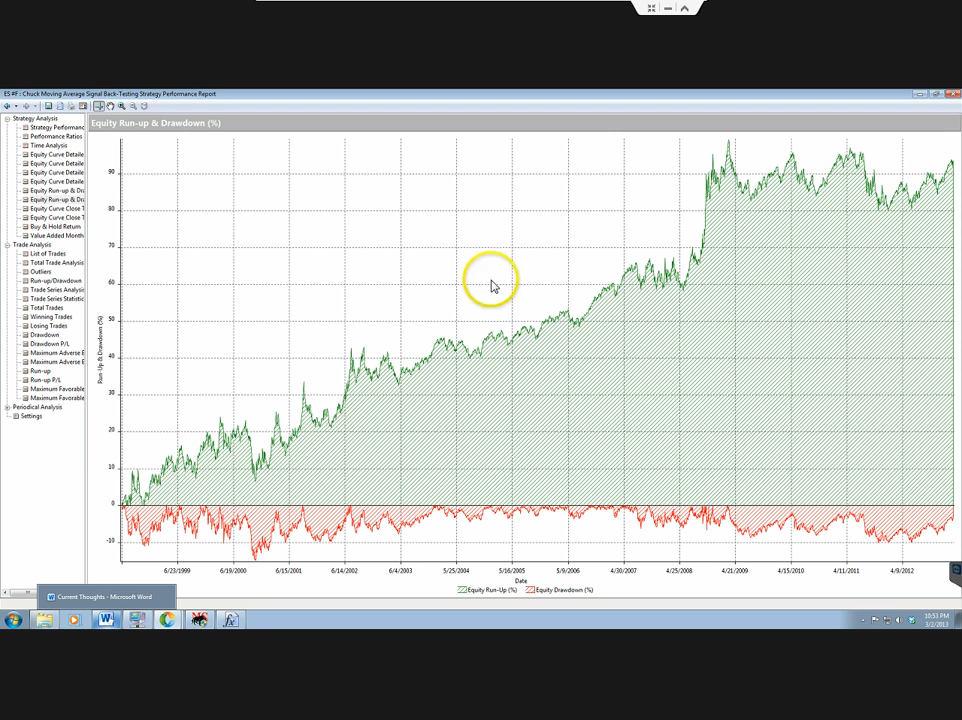 ES #F : Chuck Moving Average Signal Back-Testing Strategy Performance Report
Strategy Analysis
Strategy Performanc
Performance Ratios
Time Analysis
Equity Curve Detaile
Equity Curve Detaile
Equity Curve Detaile
Equity Curve Detaile
Equity Run-up & Dra
Equity Run-up & Dra
Equity Curve Close T
Equity Curve Close T
Buy & Hold Return
Value Added Month
Trade Analysis
List of Trades
Total Trade Analysis
Outliers
Run-up/Drawdown
Trade Series Analysi
Trade Series Statistic
Total Trades
Winning Trades
Losing Trades
Drawdown
Drawdown P/L
Maximum Adverse E
Maximum Adverse E
Run-up
Run-up P/L
Maximum Favorable
Maximum Favorable
Periodical Analysis
Settings
Equity Run-up & Drawdown (%)
Run-Up & Drawdown (%)
90
80
70
60
50
40
30
20
10
0
-10
6/23/1999
6/19/2000
6/15/2001
6/14/2002
6/4/2003
5/25/2004
5/16/2005
5/9/2006
4/30/2007
4/25/2008
4/21/2009
4/15/2010
4/11/2011
4/9/2012
Date
Equity Run-Up (%)
Equity Drawdown (%)
Current Thoughts - Microsoft Word
10:53 PM
3/2/2013